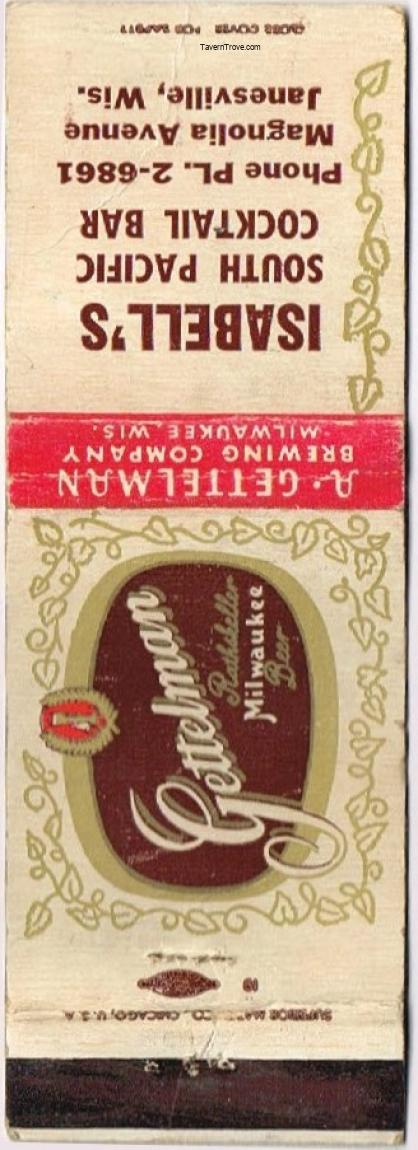 TavernTrove.com
CLOSE COVER FOR SAFETY
ISABELL'S
SOUTH PACIFIC
COCKTAIL BAR
Phone PL. 2-6861
Magnolia Avenue
Janesville, Wis.
A·GETTELMAN
BREWING COMPANY
MILWAUKEE, WIS.
Gettelman
Rathskeller
Milwaukee
Beer
SUPERIOR CO., CHICAGO, U. S. A